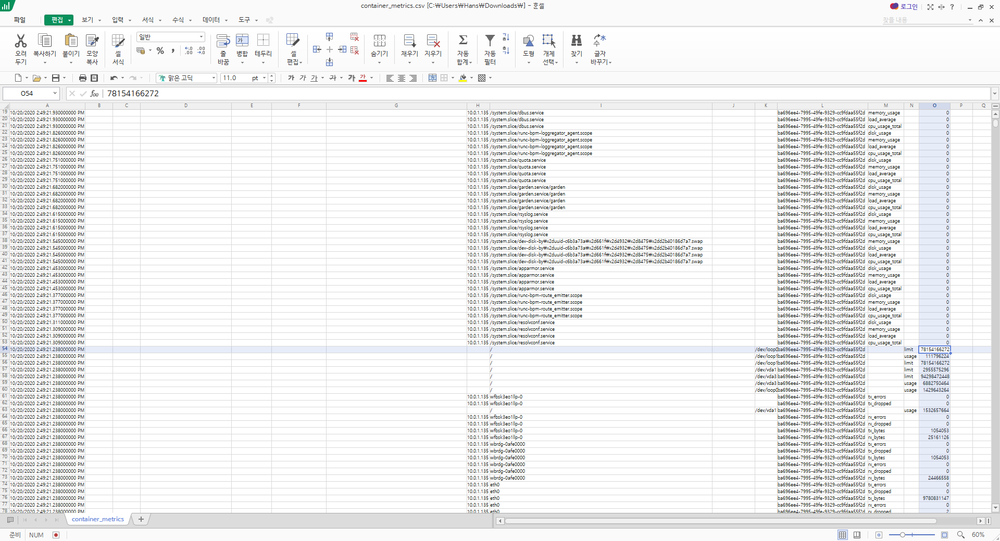 container_metrics.csv [C:₩Users₩Hans₩Downloads₩] - 훈셀
로그인
파일 편집 보기 입력 서식 수식 데이터 도구 찾을 내용
오려 두기 복사하기 붙이기 모양 복사 셀 서식 일반 줄 바꿈 병합 테두리 셀 편집 숨기기 채우기 지우기 자동 합계 자동 필터 도형 개체 선택 찾기 글자 바꾸기
맑은 고딕 11.0 pt 가 가 가 가 가 가
O54 78154166272
A B C D E F G H I J K L M N O P Q
19 10/20/2020 2:49:21.930000000 PM 10.0.1.135 /system.slice/dbus.service ba696ee4-7995-49fe-9329-cc9fdaa55f2d memory_usage 0
20 10/20/2020 2:49:21.930000000 PM 10.0.1.135 /system.slice/dbus.service ba696ee4-7995-49fe-9329-cc9fdaa55f2d load_average 0
21 10/20/2020 2:49:21.930000000 PM 10.0.1.135 /system.slice/dbus.service ba696ee4-7995-49fe-9329-cc9fdaa55f2d cpu_usage_total 0
22 10/20/2020 2:49:21.826000000 PM 10.0.1.135 /system.slice/runc-bpm-loggregator_agent.scope ba696ee4-7995-49fe-9329-cc9fdaa55f2d disk_usage 0
23 10/20/2020 2:49:21.826000000 PM 10.0.1.135 /system.slice/runc-bpm-loggregator_agent.scope ba696ee4-7995-49fe-9329-cc9fdaa55f2d memory_usage 0
24 10/20/2020 2:49:21.826000000 PM 10.0.1.135 /system.slice/runc-bpm-loggregator_agent.scope ba696ee4-7995-49fe-9329-cc9fdaa55f2d load_average 0
25 10/20/2020 2:49:21.826000000 PM 10.0.1.135 /system.slice/runc-bpm-loggregator_agent.scope ba696ee4-7995-49fe-9329-cc9fdaa55f2d cpu_usage_total 0
26 10/20/2020 2:49:21.751000000 PM 10.0.1.135 /system.slice/quota.service ba696ee4-7995-49fe-9329-cc9fdaa55f2d disk_usage 0
27 10/20/2020 2:49:21.751000000 PM 10.0.1.135 /system.slice/quota.service ba696ee4-7995-49fe-9329-cc9fdaa55f2d memory_usage 0
28 10/20/2020 2:49:21.751000000 PM 10.0.1.135 /system.slice/quota.service ba696ee4-7995-49fe-9329-cc9fdaa55f2d load_average 0
29 10/20/2020 2:49:21.751000000 PM 10.0.1.135 /system.slice/quota.service ba696ee4-7995-49fe-9329-cc9fdaa55f2d cpu_usage_total 0
30 10/20/2020 2:49:21.682000000 PM 10.0.1.135 /system.slice/garden.service/garden ba696ee4-7995-49fe-9329-cc9fdaa55f2d disk_usage 0
31 10/20/2020 2:49:21.682000000 PM 10.0.1.135 /system.slice/garden.service/garden ba696ee4-7995-49fe-9329-cc9fdaa55f2d memory_usage 0
32 10/20/2020 2:49:21.682000000 PM 10.0.1.135 /system.slice/garden.service/garden ba696ee4-7995-49fe-9329-cc9fdaa55f2d load_average 0
33 10/20/2020 2:49:21.682000000 PM 10.0.1.135 /system.slice/garden.service/garden ba696ee4-7995-49fe-9329-cc9fdaa55f2d cpu_usage_total 0
34 10/20/2020 2:49:21.615000000 PM 10.0.1.135 /system.slice/rsyslog.service ba696ee4-7995-49fe-9329-cc9fdaa55f2d disk_usage 0
35 10/20/2020 2:49:21.615000000 PM 10.0.1.135 /system.slice/rsyslog.service ba696ee4-7995-49fe-9329-cc9fdaa55f2d memory_usage 0
36 10/20/2020 2:49:21.615000000 PM 10.0.1.135 /system.slice/rsyslog.service ba696ee4-7995-49fe-9329-cc9fdaa55f2d load_average 0
37 10/20/2020 2:49:21.615000000 PM 10.0.1.135 /system.slice/rsyslog.service ba696ee4-7995-49fe-9329-cc9fdaa55f2d cpu_usage_total 0
38 10/20/2020 2:49:21.545000000 PM 10.0.1.135 /system.slice/dev-disk-by₩x2duuid-c6b3a73a₩x2d661f₩x2d4932₩x2d8475₩x2dd2b40186d7a7.swap ba696ee4-7995-49fe-9329-cc9fdaa55f2d memory_usage 0
39 10/20/2020 2:49:21.545000000 PM 10.0.1.135 /system.slice/dev-disk-by₩x2duuid-c6b3a73a₩x2d661f₩x2d4932₩x2d8475₩x2dd2b40186d7a7.swap ba696ee4-7995-49fe-9329-cc9fdaa55f2d disk_usage 0
40 10/20/2020 2:49:21.545000000 PM 10.0.1.135 /system.slice/dev-disk-by₩x2duuid-c6b3a73a₩x2d661f₩x2d4932₩x2d8475₩x2dd2b40186d7a7.swap ba696ee4-7995-49fe-9329-cc9fdaa55f2d load_average 0
41 10/20/2020 2:49:21.545000000 PM 10.0.1.135 /system.slice/dev-disk-by₩x2duuid-c6b3a73a₩x2d661f₩x2d4932₩x2d8475₩x2dd2b40186d7a7.swap ba696ee4-7995-49fe-9329-cc9fdaa55f2d cpu_usage_total 0
42 10/20/2020 2:49:21.453000000 PM 10.0.1.135 /system.slice/apparmor.service ba696ee4-7995-49fe-9329-cc9fdaa55f2d disk_usage 0
43 10/20/2020 2:49:21.453000000 PM 10.0.1.135 /system.slice/apparmor.service ba696ee4-7995-49fe-9329-cc9fdaa55f2d memory_usage 0
44 10/20/2020 2:49:21.453000000 PM 10.0.1.135 /system.slice/apparmor.service ba696ee4-7995-49fe-9329-cc9fdaa55f2d load_average 0
45 10/20/2020 2:49:21.453000000 PM 10.0.1.135 /system.slice/apparmor.service ba696ee4-7995-49fe-9329-cc9fdaa55f2d cpu_usage_total 0
46 10/20/2020 2:49:21.377000000 PM 10.0.1.135 /system.slice/runc-bpm-route_emitter.scope ba696ee4-7995-49fe-9329-cc9fdaa55f2d disk_usage 0
47 10/20/2020 2:49:21.377000000 PM 10.0.1.135 /system.slice/runc-bpm-route_emitter.scope ba696ee4-7995-49fe-9329-cc9fdaa55f2d memory_usage 0
48 10/20/2020 2:49:21.377000000 PM 10.0.1.135 /system.slice/runc-bpm-route_emitter.scope ba696ee4-7995-49fe-9329-cc9fdaa55f2d load_average 0
49 10/20/2020 2:49:21.377000000 PM 10.0.1.135 /system.slice/runc-bpm-route_emitter.scope ba696ee4-7995-49fe-9329-cc9fdaa55f2d cpu_usage_total 0
50 10/20/2020 2:49:21.311000000 PM 10.0.1.135 /system.slice/resolvconf.service ba696ee4-7995-49fe-9329-cc9fdaa55f2d disk_usage 0
51 10/20/2020 2:49:21.309000000 PM 10.0.1.135 /system.slice/resolvconf.service ba696ee4-7995-49fe-9329-cc9fdaa55f2d memory_usage 0
52 10/20/2020 2:49:21.309000000 PM 10.0.1.135 /system.slice/resolvconf.service ba696ee4-7995-49fe-9329-cc9fdaa55f2d load_average 0
53 10/20/2020 2:49:21.309000000 PM 10.0.1.135 /system.slice/resolvconf.service ba696ee4-7995-49fe-9329-cc9fdaa55f2d cpu_usage_total 0
54 10/20/2020 2:49:21.238000000 PM / /dev/loop0 ba696ee4-7995-49fe-9329-cc9fdaa55f2d limit 78154166272
55 10/20/2020 2:49:21.238000000 PM / /dev/loop1 ba696ee4-7995-49fe-9329-cc9fdaa55f2d usage 111796224
56 10/20/2020 2:49:21.238000000 PM / /dev/loop1 ba696ee4-7995-49fe-9329-cc9fdaa55f2d limit 78154166272
57 10/20/2020 2:49:21.238000000 PM / /dev/vda1 ba696ee4-7995-49fe-9329-cc9fdaa55f2d limit 2955575296
58 10/20/2020 2:49:21.238000000 PM / /dev/vda3 ba696ee4-7995-49fe-9329-cc9fdaa55f2d limit 94298472448
59 10/20/2020 2:49:21.238000000 PM / /dev/vda3 ba696ee4-7995-49fe-9329-cc9fdaa55f2d usage 6882750464
60 10/20/2020 2:49:21.238000000 PM / /dev/loop0 ba696ee4-7995-49fe-9329-cc9fdaa55f2d usage 1429643264
61 10/20/2020 2:49:21.238000000 PM 10.0.1.135 wfbsk3eo1llp-0 ba696ee4-7995-49fe-9329-cc9fdaa55f2d tx_errors 0
62 10/20/2020 2:49:21.238000000 PM 10.0.1.135 wfbsk3eo1llp-0 ba696ee4-7995-49fe-9329-cc9fdaa55f2d tx_dropped 0
63 10/20/2020 2:49:21.238000000 PM / /dev/vda1 ba696ee4-7995-49fe-9329-cc9fdaa55f2d usage 1532657664
64 10/20/2020 2:49:21.238000000 PM 10.0.1.135 wfbsk3eo1llp-0 ba696ee4-7995-49fe-9329-cc9fdaa55f2d rx_errors 0
65 10/20/2020 2:49:21.238000000 PM 10.0.1.135 wfbsk3eo1llp-0 ba696ee4-7995-49fe-9329-cc9fdaa55f2d rx_dropped 0
66 10/20/2020 2:49:21.238000000 PM 10.0.1.135 wfbsk3eo1llp-0 ba696ee4-7995-49fe-9329-cc9fdaa55f2d tx_bytes 1054053
67 10/20/2020 2:49:21.238000000 PM 10.0.1.135 wfbsk3eo1llp-0 ba696ee4-7995-49fe-9329-cc9fdaa55f2d rx_bytes 25161126
68 10/20/2020 2:49:21.238000000 PM 10.0.1.135 wbrdg-0afe0000 ba696ee4-7995-49fe-9329-cc9fdaa55f2d tx_errors 0
69 10/20/2020 2:49:21.238000000 PM 10.0.1.135 wbrdg-0afe0000 ba696ee4-7995-49fe-9329-cc9fdaa55f2d tx_dropped 0
70 10/20/2020 2:49:21.238000000 PM 10.0.1.135 wbrdg-0afe0000 ba696ee4-7995-49fe-9329-cc9fdaa55f2d tx_bytes 1054053
71 10/20/2020 2:49:21.238000000 PM 10.0.1.135 wbrdg-0afe0000 ba696ee4-7995-49fe-9329-cc9fdaa55f2d rx_errors 0
72 10/20/2020 2:49:21.238000000 PM 10.0.1.135 wbrdg-0afe0000 ba696ee4-7995-49fe-9329-cc9fdaa55f2d rx_dropped 0
73 10/20/2020 2:49:21.238000000 PM 10.0.1.135 wbrdg-0afe0000 ba696ee4-7995-49fe-9329-cc9fdaa55f2d rx_bytes 24466558
74 10/20/2020 2:49:21.238000000 PM 10.0.1.135 eth0 ba696ee4-7995-49fe-9329-cc9fdaa55f2d tx_errors 0
75 10/20/2020 2:49:21.238000000 PM 10.0.1.135 eth0 ba696ee4-7995-49fe-9329-cc9fdaa55f2d tx_dropped 0
76 10/20/2020 2:49:21.238000000 PM 10.0.1.135 eth0 ba696ee4-7995-49fe-9329-cc9fdaa55f2d tx_bytes 9780831147
77 10/20/2020 2:49:21.238000000 PM 10.0.1.135 eth0 ba696ee4-7995-49fe-9329-cc9fdaa55f2d rx_errors 0
78 10/20/2020 2:49:21.238000000 PM 10.0.1.135 eth0 ba696ee4-7995-49fe-9329-cc9fdaa55f2d rx_dropped 2
container_metrics
준비 NUM 60%